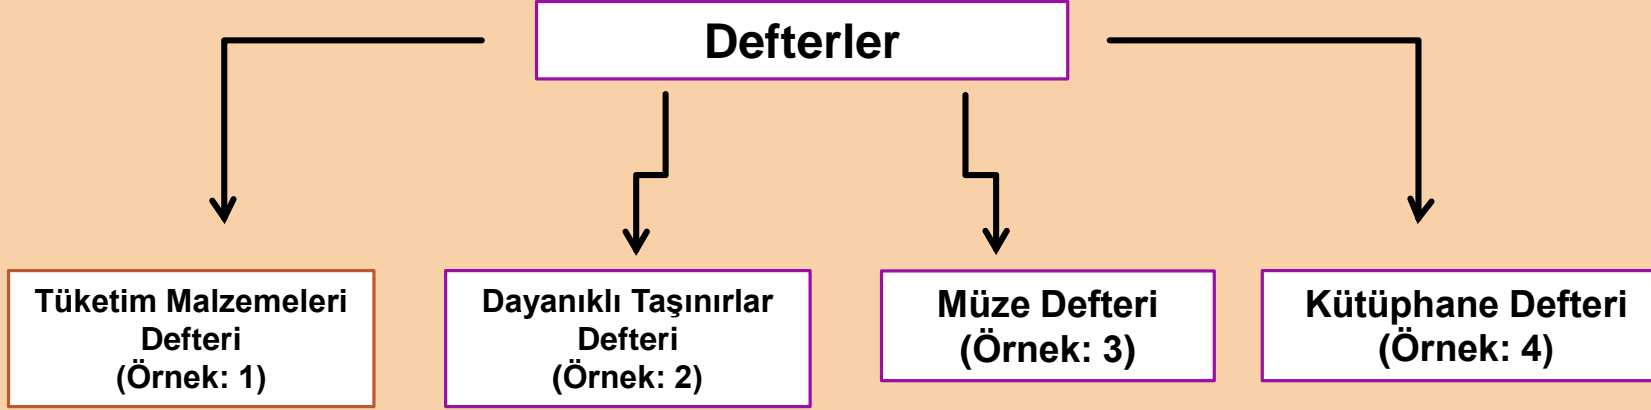 Defterler
Tüketim Malzemeleri
Defteri
(Örnek: 1)
Dayanıklı Taşınırlar
Defteri
(Örnek: 2)
Müze Defteri
(Örnek: 3)
Kütüphane Defteri
(Örnek: 4)